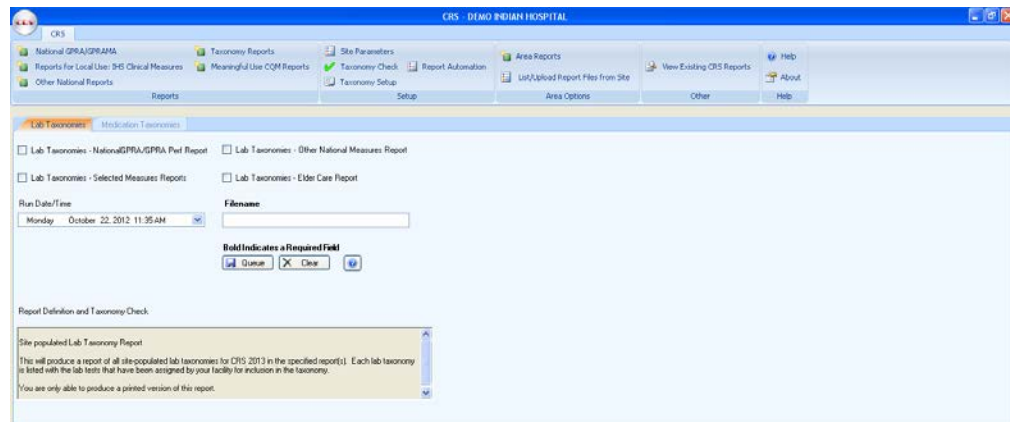 CRS - DEMO INDIAN HOSPITAL
CRS
National GPRA/GPRAMA
Taxonomy Reports
Site Parameters
Area Reports
Help
Reports for Local Use: IHS Clinical Measures
Meaningful Use CQM Reports
Taxonomy Check
Report Automation
View Existing CRS Reports
Other National Reports
Taxonomy Setup
List/Upload Report Files from Site
About
Reports
Setup
Area Options
Other
Help
Lab Taxonomies
Medication Taxonomies
Lab Taxonomies - NationalGPRA/GPRA Perf Report
Lab Taxonomies - Other National Measures Report
Lab Taxonomies - Selected Measures Reports
Lab Taxonomies - Elder Care Report
Run Date/Time
Filename
Monday October 22, 2012 11:35 AM
Bold Indicates a Required Field
Queue
Clear
Report Definition and Taxonomy Check
Site populated Lab Taxonomy Report
This will produce a report of all site-populated lab taxonomies for CRS 2013 in the specified report(s). Each lab taxonomy
is listed with the lab tests that have been assigned by your facility for inclusion in the taxonomy.
You are only able to produce a printed version of this report.